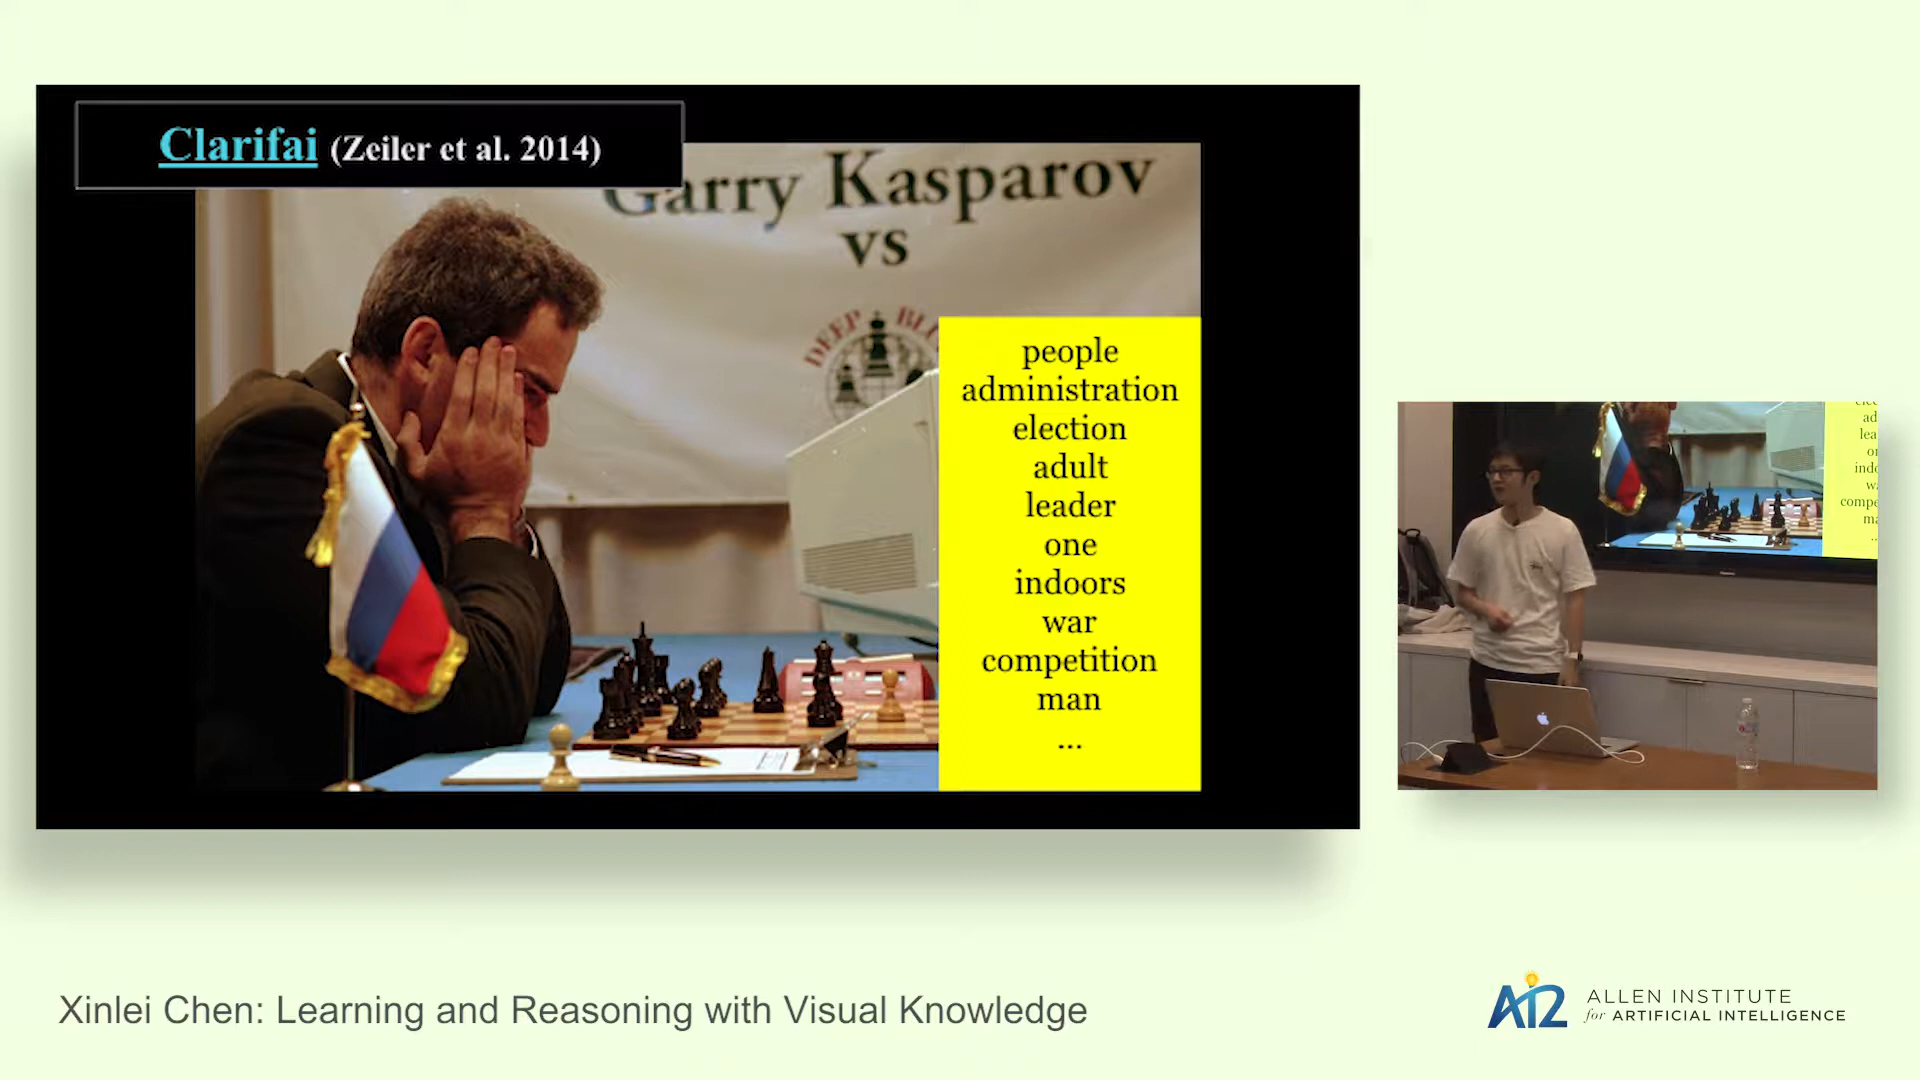 Clarifai (Zeiler et al. 2014)
Garry Kasparov
vs
DEEP
people
administration
election
adult
leader
one
indoors
war
competition
man
...
Xinlei Chen: Learning and Reasoning with Visual Knowledge
AI2
ALLEN INSTITUTE
for ARTIFICIAL INTELLIGENCE